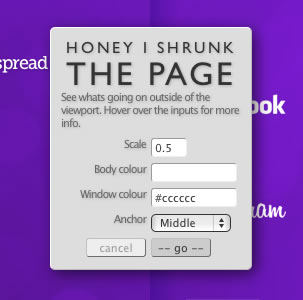 HONEY I SHRUNK
THE PAGE
spread
See whats going on outside of the
viewport. Hover over the inputs for more
info.
ook
Scale 0.5
Body colour
Window colour #cccccc
Anchor Middle
am
cancel -- go --